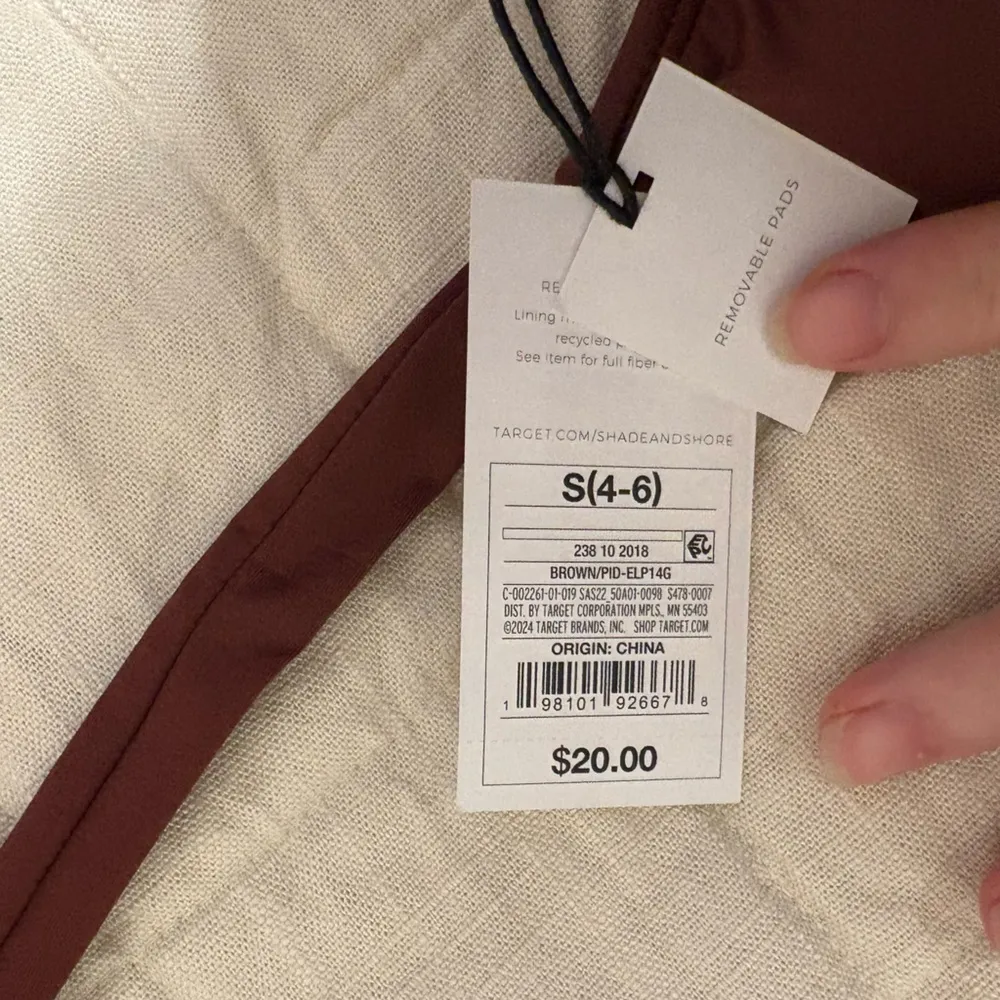 REMOVABLE PADS
RE
Lining
recycled
See item for full fiber
TARGET.COM/SHADEANDSHORE
S(4-6)
238 10 2018
BROWN/PID-ELP14G
C-002261-01-019 SAS22 50A01-0098 S478-0007
DIST. BY TARGET CORPORATION MPLS., MN 55403
©2024 TARGET BRANDS, INC. SHOP TARGET.COM
ORIGIN: CHINA
1 98101 92667 8
$20.00